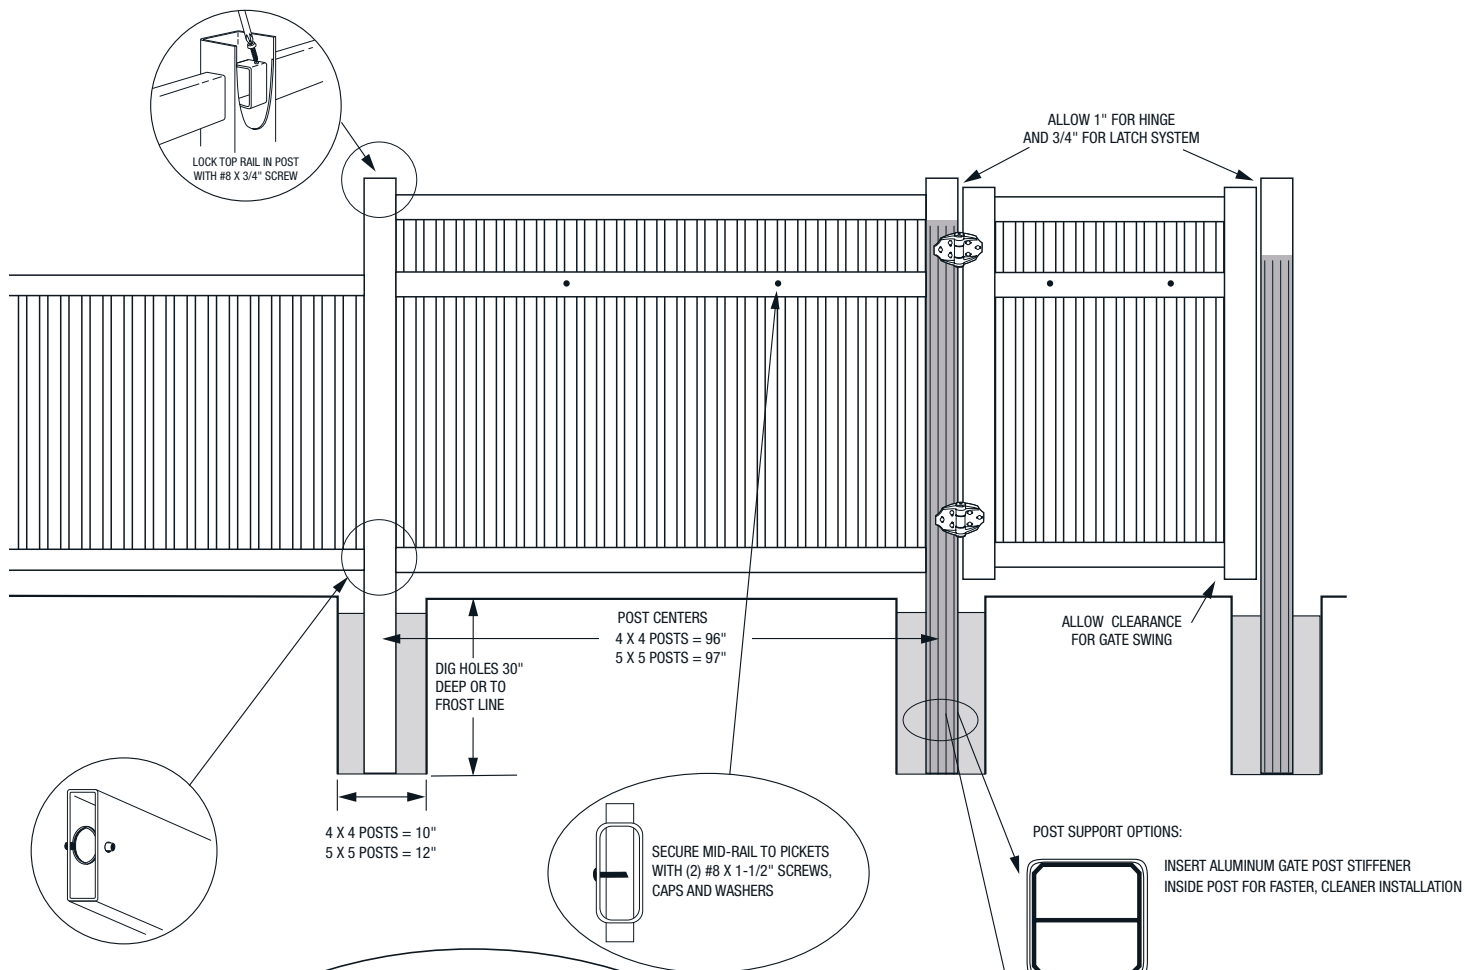 LOCK TOP RAIL IN POST
WITH #8 X 3/4" SCREW
ALLOW 1" FOR HINGE
AND 3/4" FOR LATCH SYSTEM
POST CENTERS
4 X 4 POSTS = 96"
5 X 5 POSTS = 97"
ALLOW CLEARANCE
FOR GATE SWING
DIG HOLES 30"
DEEP OR TO
FROST LINE
4 X 4 POSTS = 10"
5 X 5 POSTS = 12"
SECURE MID-RAIL TO PICKETS
WITH (2) #8 X 1-1/2" SCREWS,
CAPS AND WASHERS
POST SUPPORT OPTIONS:
INSERT ALUMINUM GATE POST STIFFENER
INSIDE POST FOR FASTER, CLEANER INSTALLATION